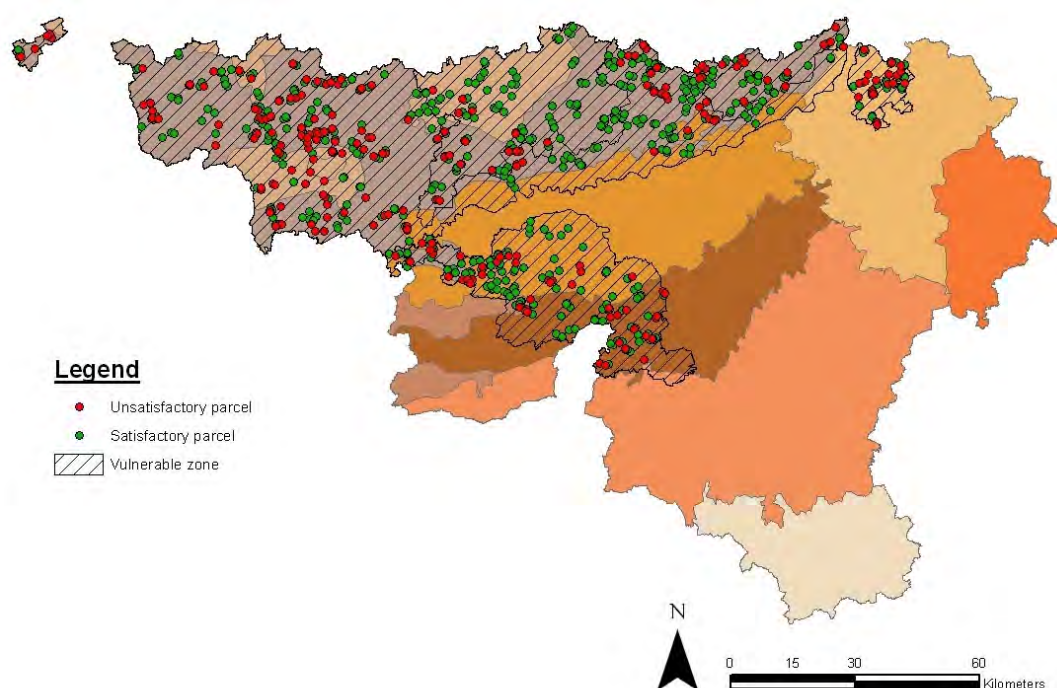 Legend
Unsatisfactory parcel
Satisfactory parcel
Vulnerable zone
N
0 15 30 60
Kilometers